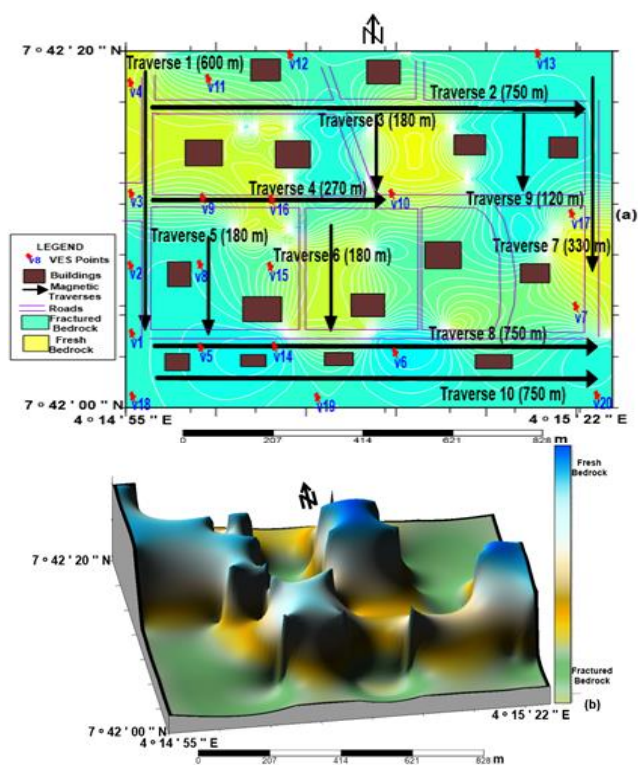 N
7 º 42 ' 20 '' N
Traverse 1 (600 m)
v12
v13
v4
v11
Traverse 2 (750 m)
Traverse 3 (180 m)
v3
Traverse 4 (270 m)
v9
v16
v10
Traverse 9 (120 m)
v17
(a)
Traverse 5 (180 m)
Traverse 6 (180 m)
Traverse 7 (330 m)
v2
v8
v15
v7
LEGEND
v8 VES Points
Buildings
Magnetic
Traverses
Roads
Fractured
Bedrock
Fresh
Bedrock
v1
v5
v14
v6
Traverse 8 (750 m)
Traverse 10 (750 m)
v18
v19
v20
7 º 42 ' 00 '' N
4 º 14 ' 55 '' E
4 º 15 ' 22 '' E
0 207 414 621 828 m
N
Fresh
Bedrock
7 º 42 ' 20 '' N
Fractured
Bedrock
(b)
7 º 42 ' 00 '' N
4 º 14 ' 55 '' E
4 º 15 ' 22 '' E
0 207 414 621 828 m